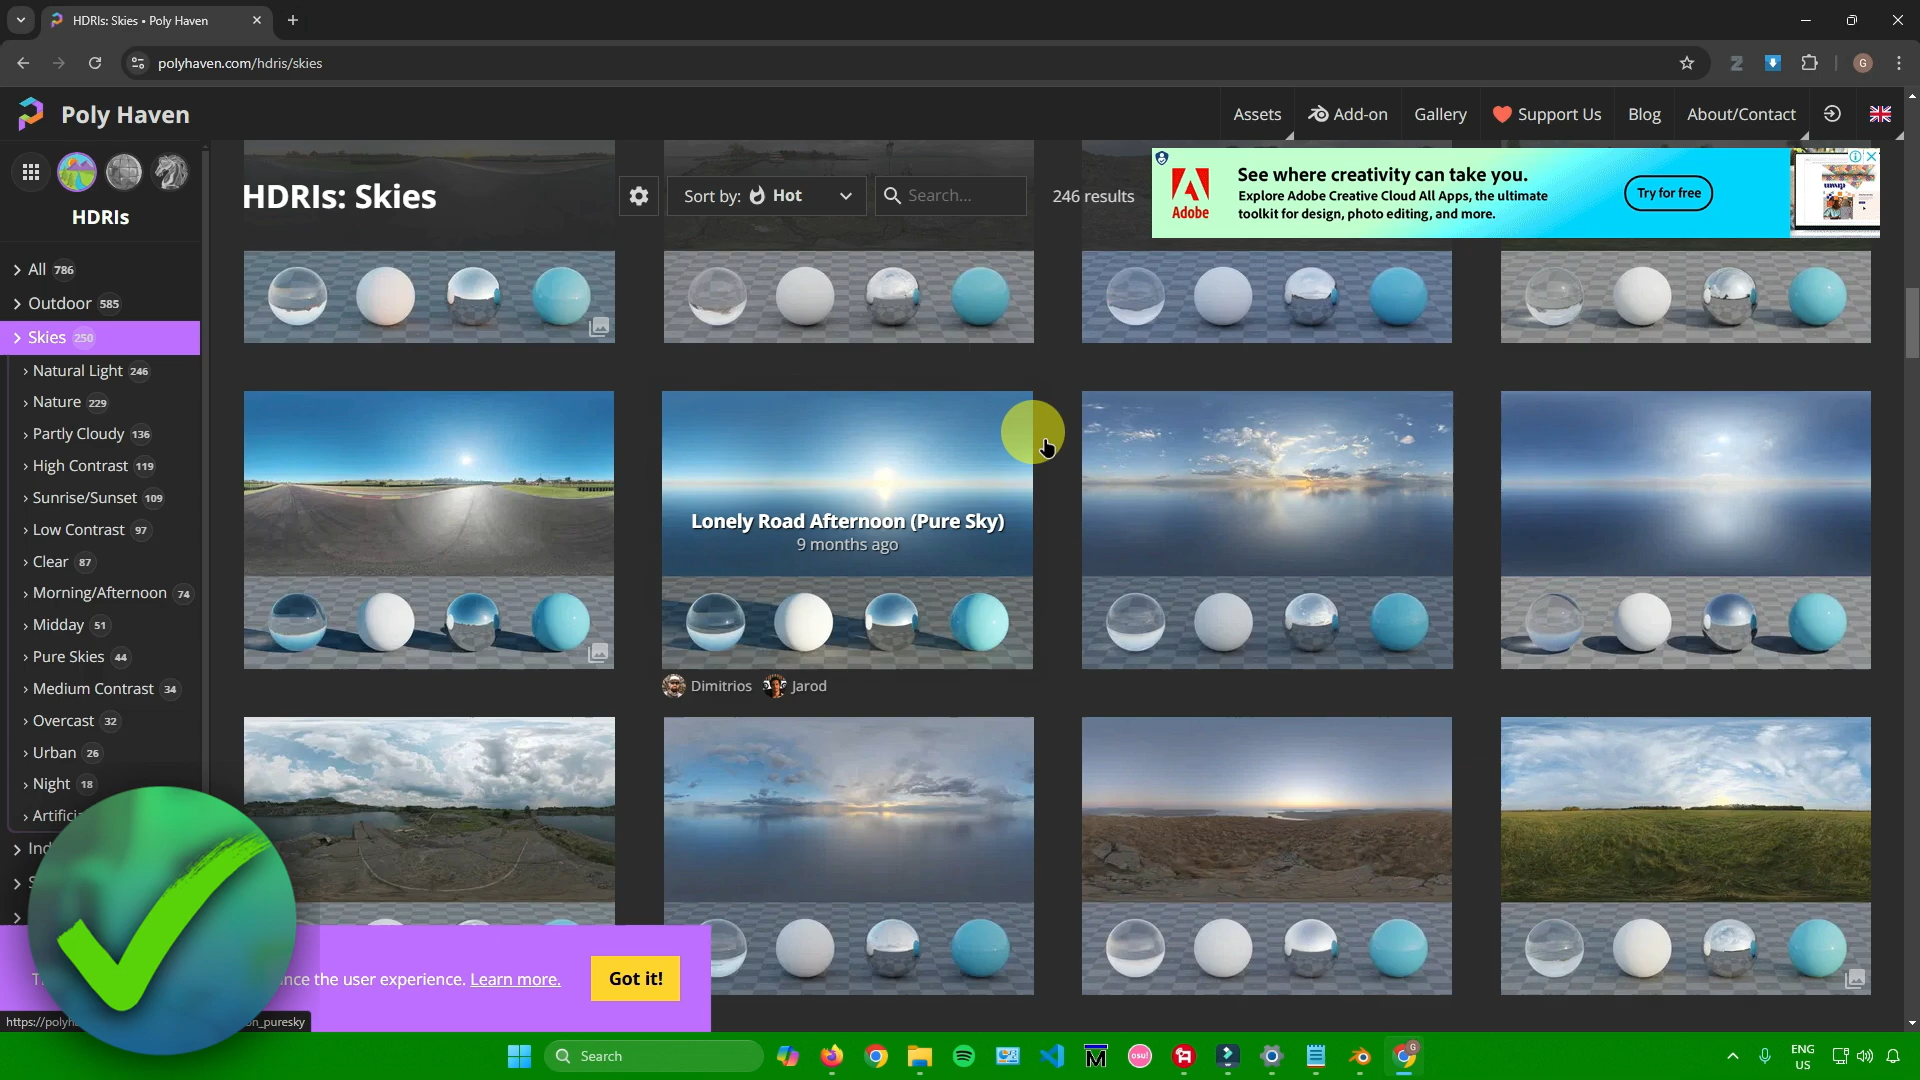 HDRIs: Skies • Poly Haven
polyhaven.com/hdris/skies
G
Poly Haven
Assets
Add-on
Gallery
Support Us
Blog
About/Contact
HDRIs
HDRIs: Skies
Sort by: Hot
Search...
246 results
Adobe
See where creativity can take you.
Explore Adobe Creative Cloud All Apps, the ultimate
toolkit for design, photo editing, and more.
Try for free
All 786
Outdoor 585
Skies 250
Natural Light 246
Nature 229
Partly Cloudy 136
High Contrast 119
Sunrise/Sunset 109
Low Contrast 97
Clear 87
Morning/Afternoon 74
Midday 51
Pure Skies 44
Medium Contrast 34
Overcast 32
Urban 26
Night 18
Lonely Road Afternoon (Pure Sky)
9 months ago
Dimitrios
Jarod
the user experience. Learn more.
Got it!
Search
osu!
ENG
US